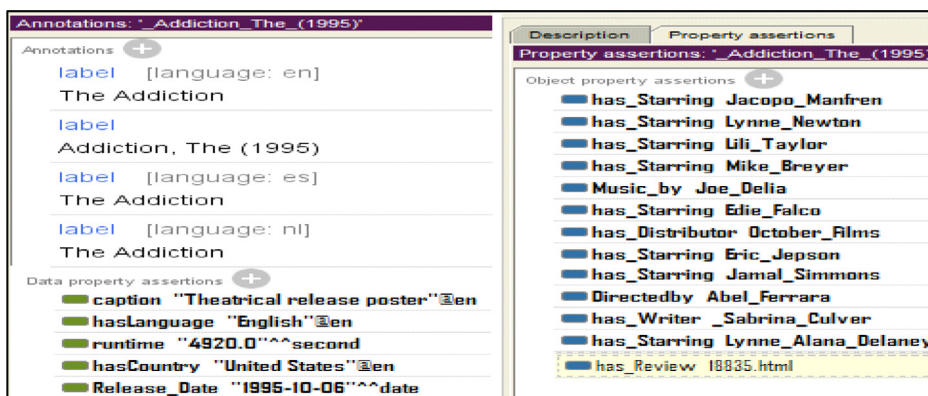 Annotations: '_Addiction_The_(1995)'
Annotations
label [language: en]
The Addiction
label
Addiction, The (1995)
label [language: es]
The Addiction
label [language: nl]
The Addiction
Data property assertions
caption "Theatrical release poster"@en
hasLanguage "English"@en
runtime "4920.0"^^second
hasCountry "United States"@en
Release_Date "1995-10-06"^^date
Description Property assertions
Property assertions: '_Addiction_The_(1995)
Object property assertions
has_Starring Jacopo_Manfren
has_Starring Lynne_Newton
has_Starring Lili_Taylor
has_Starring Mike_Breyer
Music_by Joe_Delia
has_Starring Edie_Falco
has_Distributor October_Films
has_Starring Eric_Jepson
has_Starring Jamal_Simmons
Directedby Abel_Ferrara
has_Writer _Sabrina_Culver
has_Starring Lynne_Alana_Delaney
has_Review 18835.html